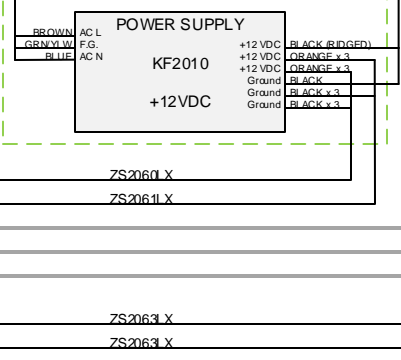 POWER SUPPLY
KF2010
+12VDC
BROWN AC L
GRN/YLW F.G.
BLUE AC N
+12 VDC BLACK (RIDGED)
+12 VDC ORANGE x 3
+12 VDC ORANGE x 3
Ground BLACK
Ground BLACK x 3
Ground BLACK x 3
ZS2060LX
ZS2061LX
ZS2063LX
ZS2063LX